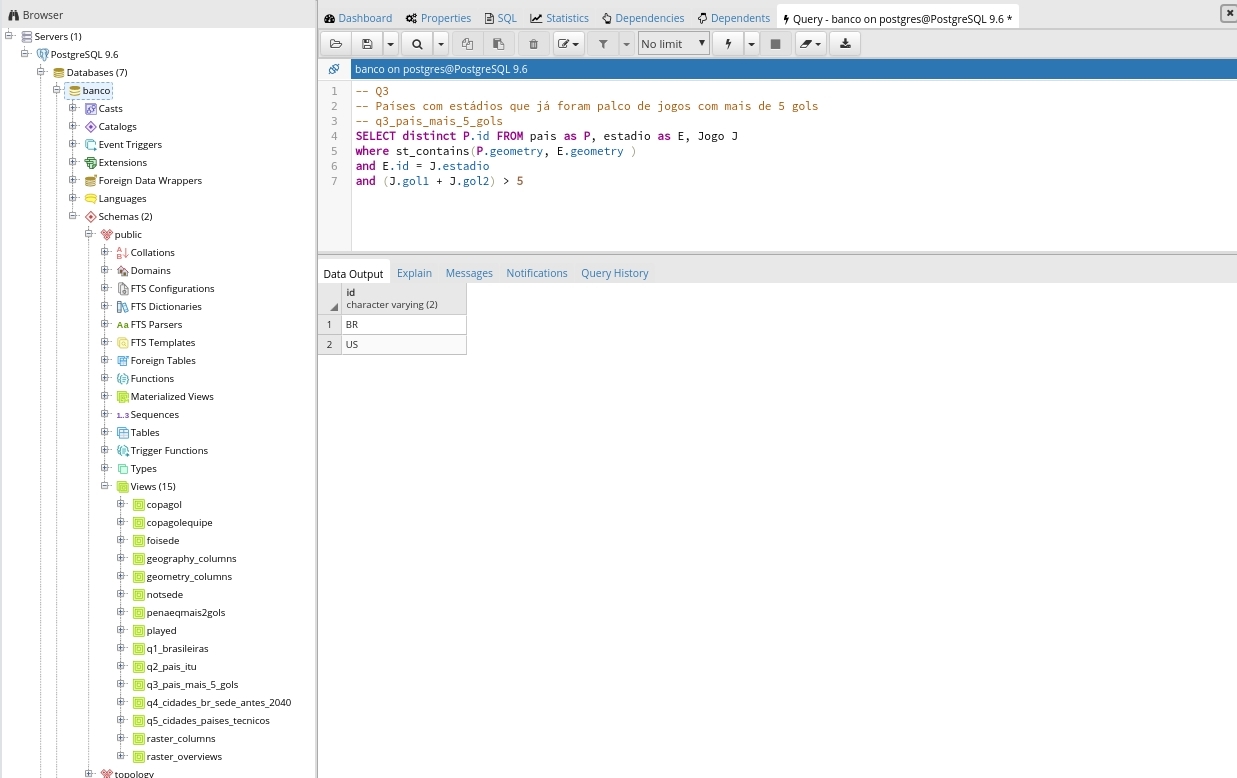 Browser
Servers (1)
PostgreSQL 9.6
Databases (7)
banco
Casts
Catalogs
Event Triggers
Extensions
Foreign Data Wrappers
Languages
Schemas (2)
public
Collations
Domains
FTS Configurations
FTS Dictionaries
FTS Parsers
FTS Templates
Foreign Tables
Functions
Materialized Views
Sequences
Tables
Trigger Functions
Types
Views (15)
copagol
copagolequipe
foisede
geography_columns
geometry_columns
notsede
penaeqmais2gols
played
q1_brasileiras
q2_pais_itu
q3_pais_mais_5_gols
q4_cidades_br_sede_antes_2040
q5_cidades_paises_tecnicos
raster_columns
raster_overviews
topology
Dashboard Properties SQL Statistics Dependencies Dependents Query - banco on postgres@PostgreSQL 9.6 *
No limit
banco on postgres@PostgreSQL 9.6
1 -- Q3
2 -- Países com estádios que já foram palco de jogos com mais de 5 gols
3 -- q3_pais_mais_5_gols
4 SELECT distinct P.id FROM pais as P, estadio as E, Jogo J
5 where st_contains(P.geometry, E.geometry )
6 and E.id = J.estadio
7 and (J.gol1 + J.gol2) > 5
Data Output Explain Messages Notifications Query History
id
character varying (2)
1 BR
2 US